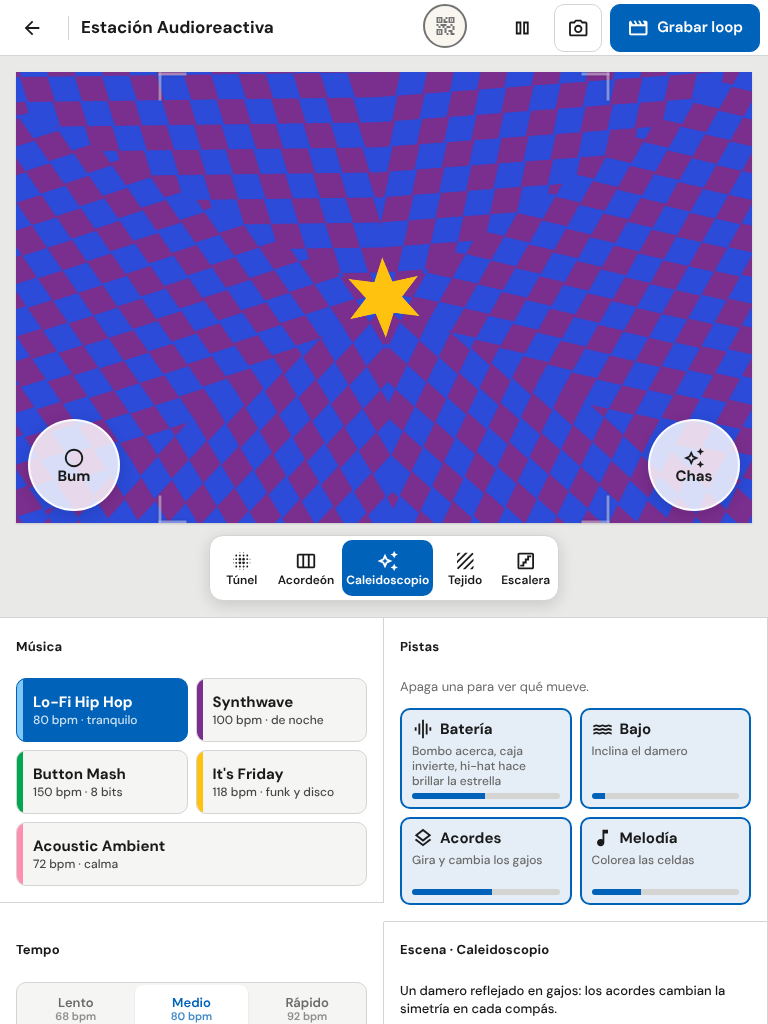 Estación Audioreactiva
Grabar loop
Bum
Chas
Túnel
Acordeón
Caleidoscopio
Tejido
Escalera
Música
Lo-Fi Hip Hop
80 bpm · tranquilo
Synthwave
100 bpm · de noche
Button Mash
150 bpm · 8 bits
It's Friday
118 bpm · funk y disco
Acoustic Ambient
72 bpm · calma
Pistas
Apaga una para ver qué mueve.
Batería
Bombo acerca, caja
invierte, hi-hat hace
brillar la estrella
Bajo
Inclina el damero
Acordes
Gira y cambia los gajos
Melodía
Colorea las celdas
Tempo
Lento
68 bpm
Medio
80 bpm
Rápido
92 bpm
Escena · Caleidoscopio
Un damero reflejado en gajos: los acordes cambian la
simetría en cada compás.